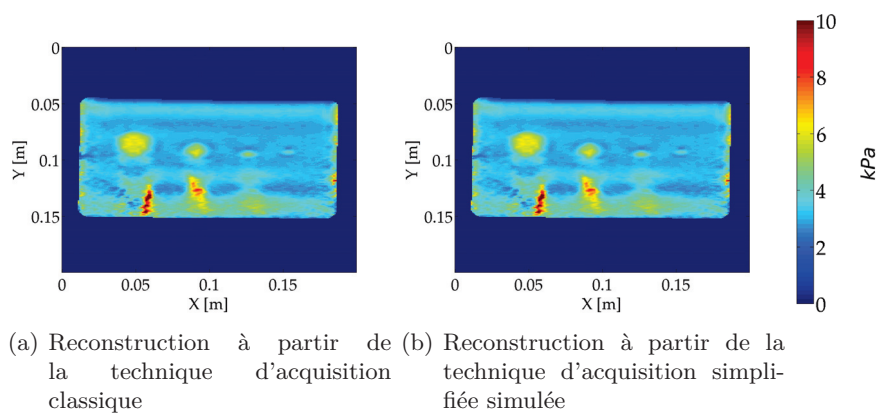 0
0.05
0.1
0.15
Y [m]
0 0.05 0.1 0.15
X [m]
0
0.05
0.1
0.15
Y [m]
0 0.05 0.1 0.15
X [m]
10
8
6
4
2
0
kPa
(a) Reconstruction à partir de
la technique d'acquisition
classique
(b) Reconstruction à partir de la
technique d'acquisition simpli-
fiée simulée